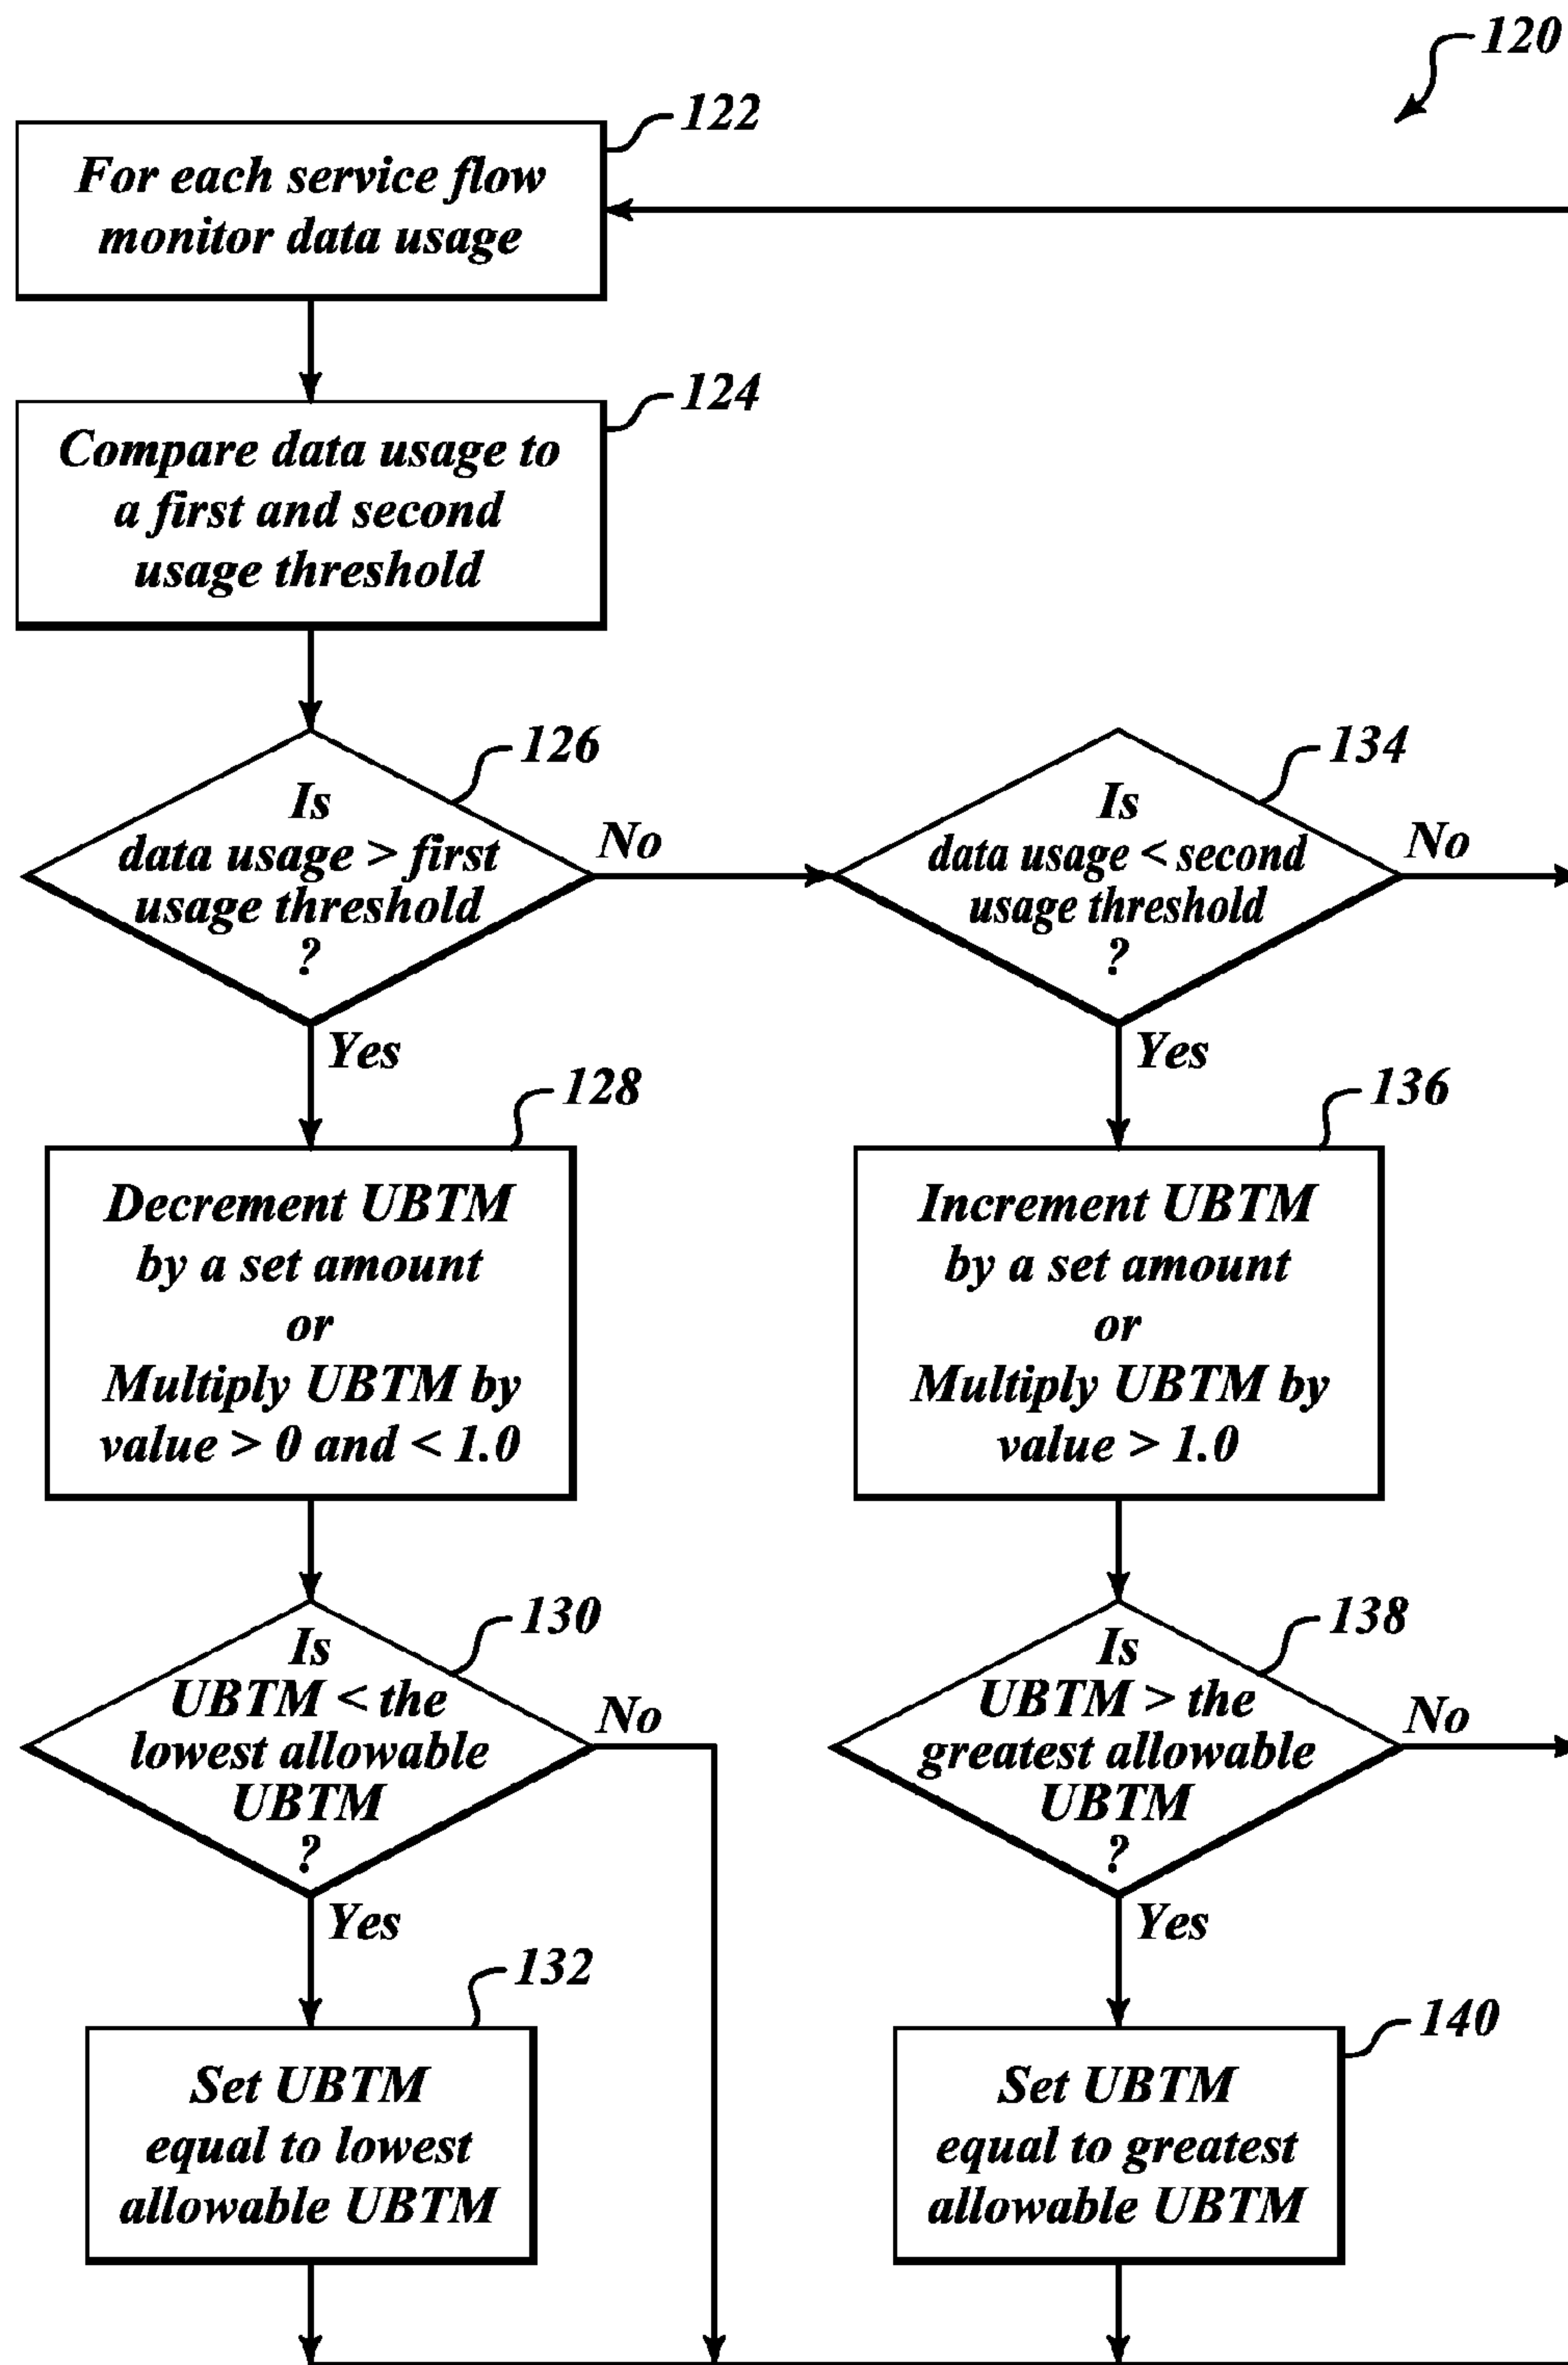 120
122
For each service flow
monitor data usage
124
Compare data usage to
a first and second
usage threshold
126
Is
data usage > first
usage threshold
?
No
Yes
134
Is
data usage < second
usage threshold
?
No
Yes
128
Decrement UBTM
by a set amount
or
Multiply UBTM by
value > 0 and < 1.0
136
Increment UBTM
by a set amount
or
Multiply UBTM by
value > 1.0
130
Is
UBTM < the
lowest allowable
UBTM
?
No
Yes
138
Is
UBTM > the
greatest allowable
UBTM
?
No
Yes
132
Set UBTM
equal to lowest
allowable UBTM
140
Set UBTM
equal to greatest
allowable UBTM